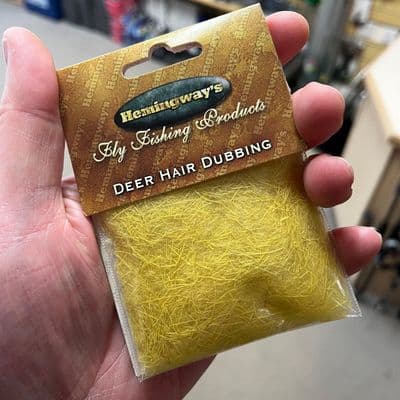 Hemingway's
Fly Fishing Products
DEER HAIR DUBBING